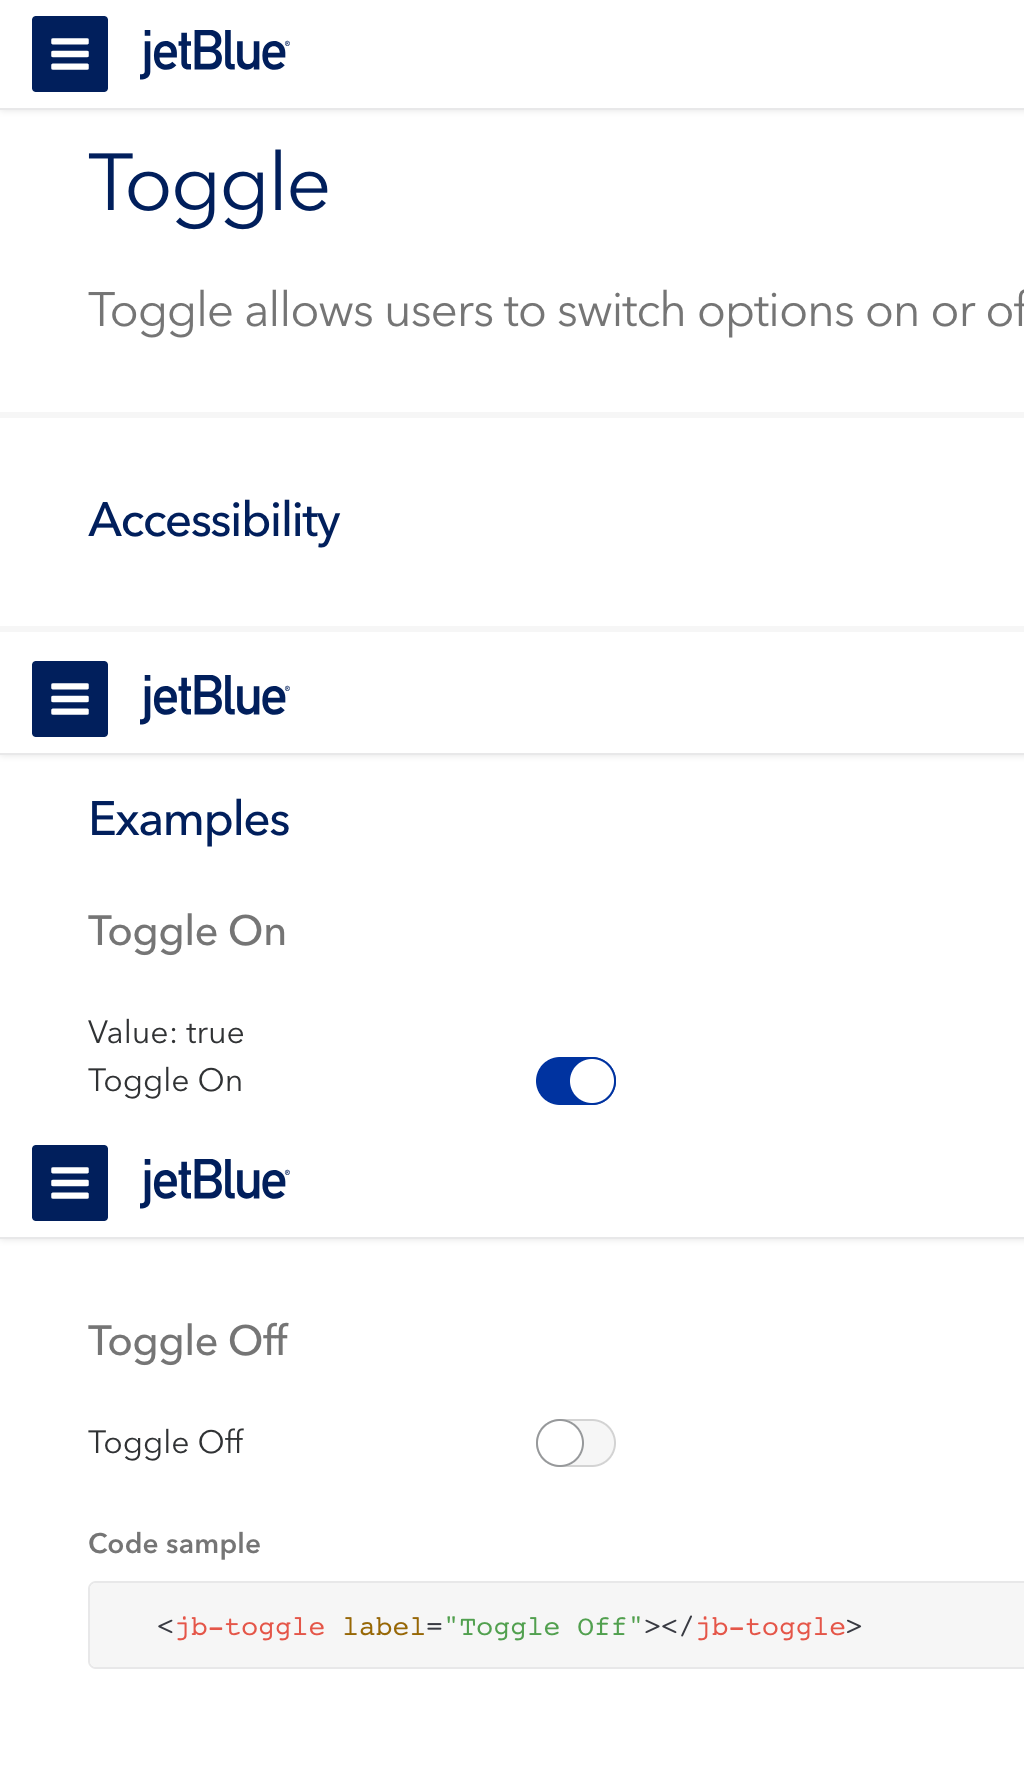 jetBlue
Toggle
Toggle allows users to switch options on or of
Accessibility
jetBlue
Examples
Toggle On
Value: true
Toggle On
jetBlue
Toggle Off
Toggle Off
Code sample
<jb-toggle label="Toggle Off"></jb-toggle>